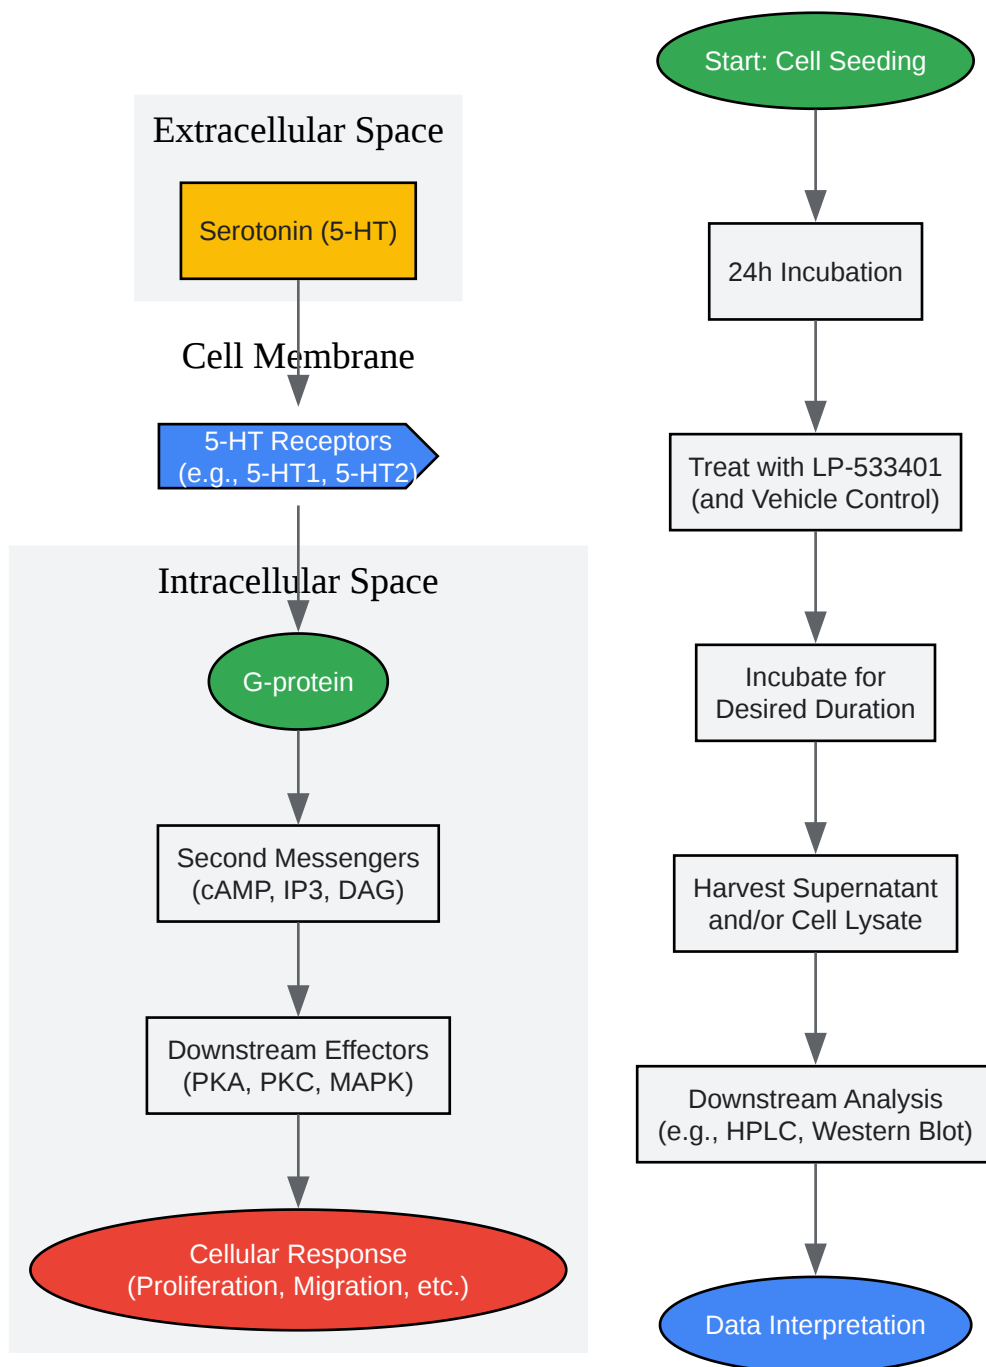 Extracellular Space
Serotonin (5-HT)
Cell Membrane
5-HT Receptors
(e.g., 5-HT1, 5-HT2)
Intracellular Space
G-protein
Second Messengers
(cAMP, IP3, DAG)
Downstream Effectors
(PKA, PKC, MAPK)
Cellular Response
(Proliferation, Migration, etc.)
Start: Cell Seeding
24h Incubation
Treat with LP-533401
(and Vehicle Control)
Incubate for
Desired Duration
Harvest Supernatant
and/or Cell Lysate
Downstream Analysis
(e.g., HPLC, Western Blot)
Data Interpretation